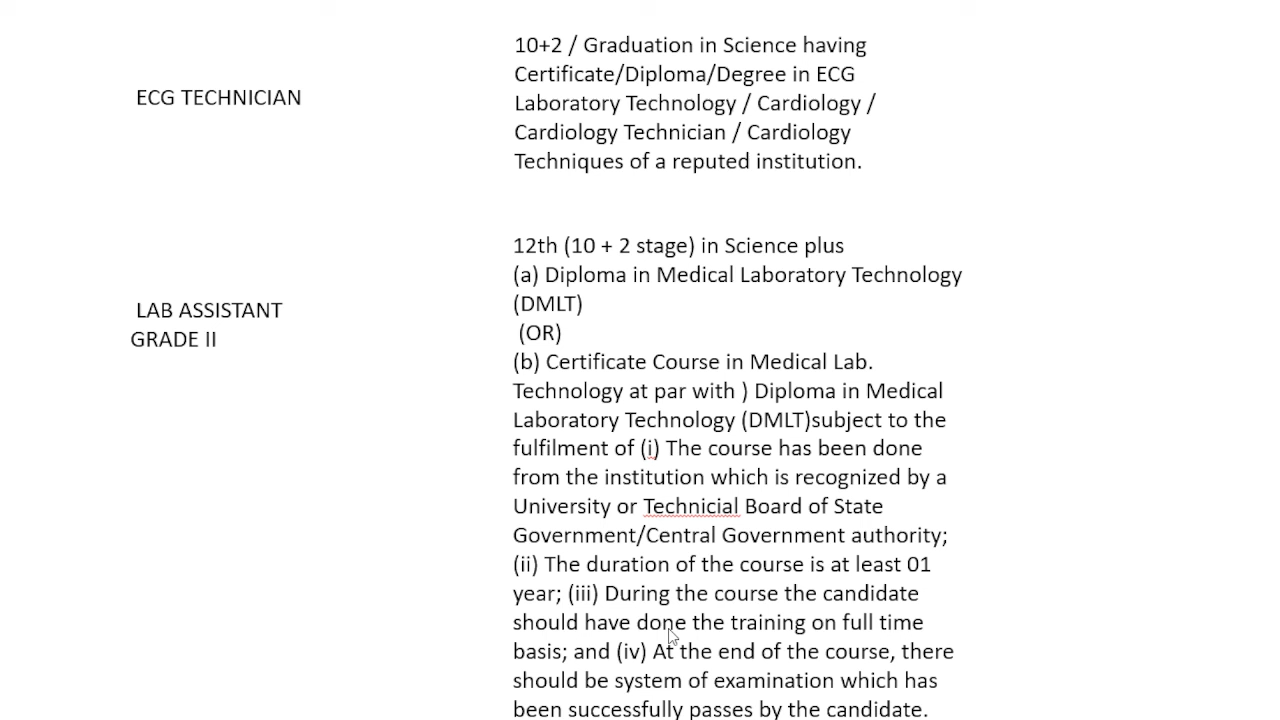 ECG TECHNICIAN
10+2 / Graduation in Science having
Certificate/Diploma/Degree in ECG
Laboratory Technology / Cardiology /
Cardiology Technician / Cardiology
Techniques of a reputed institution.
LAB ASSISTANT
GRADE II
12th (10 + 2 stage) in Science plus
(a) Diploma in Medical Laboratory Technology
(DMLT)
(OR)
(b) Certificate Course in Medical Lab.
Technology at par with ) Diploma in Medical
Laboratory Technology (DMLT)subject to the
fulfilment of (i) The course has been done
from the institution which is recognized by a
University or Technicial Board of State
Government/Central Government authority;
(ii) The duration of the course is at least 01
year; (iii) During the course the candidate
should have done the training on full time
basis; and (iv) At the end of the course, there
should be system of examination which has
been successfully passes by the candidate.